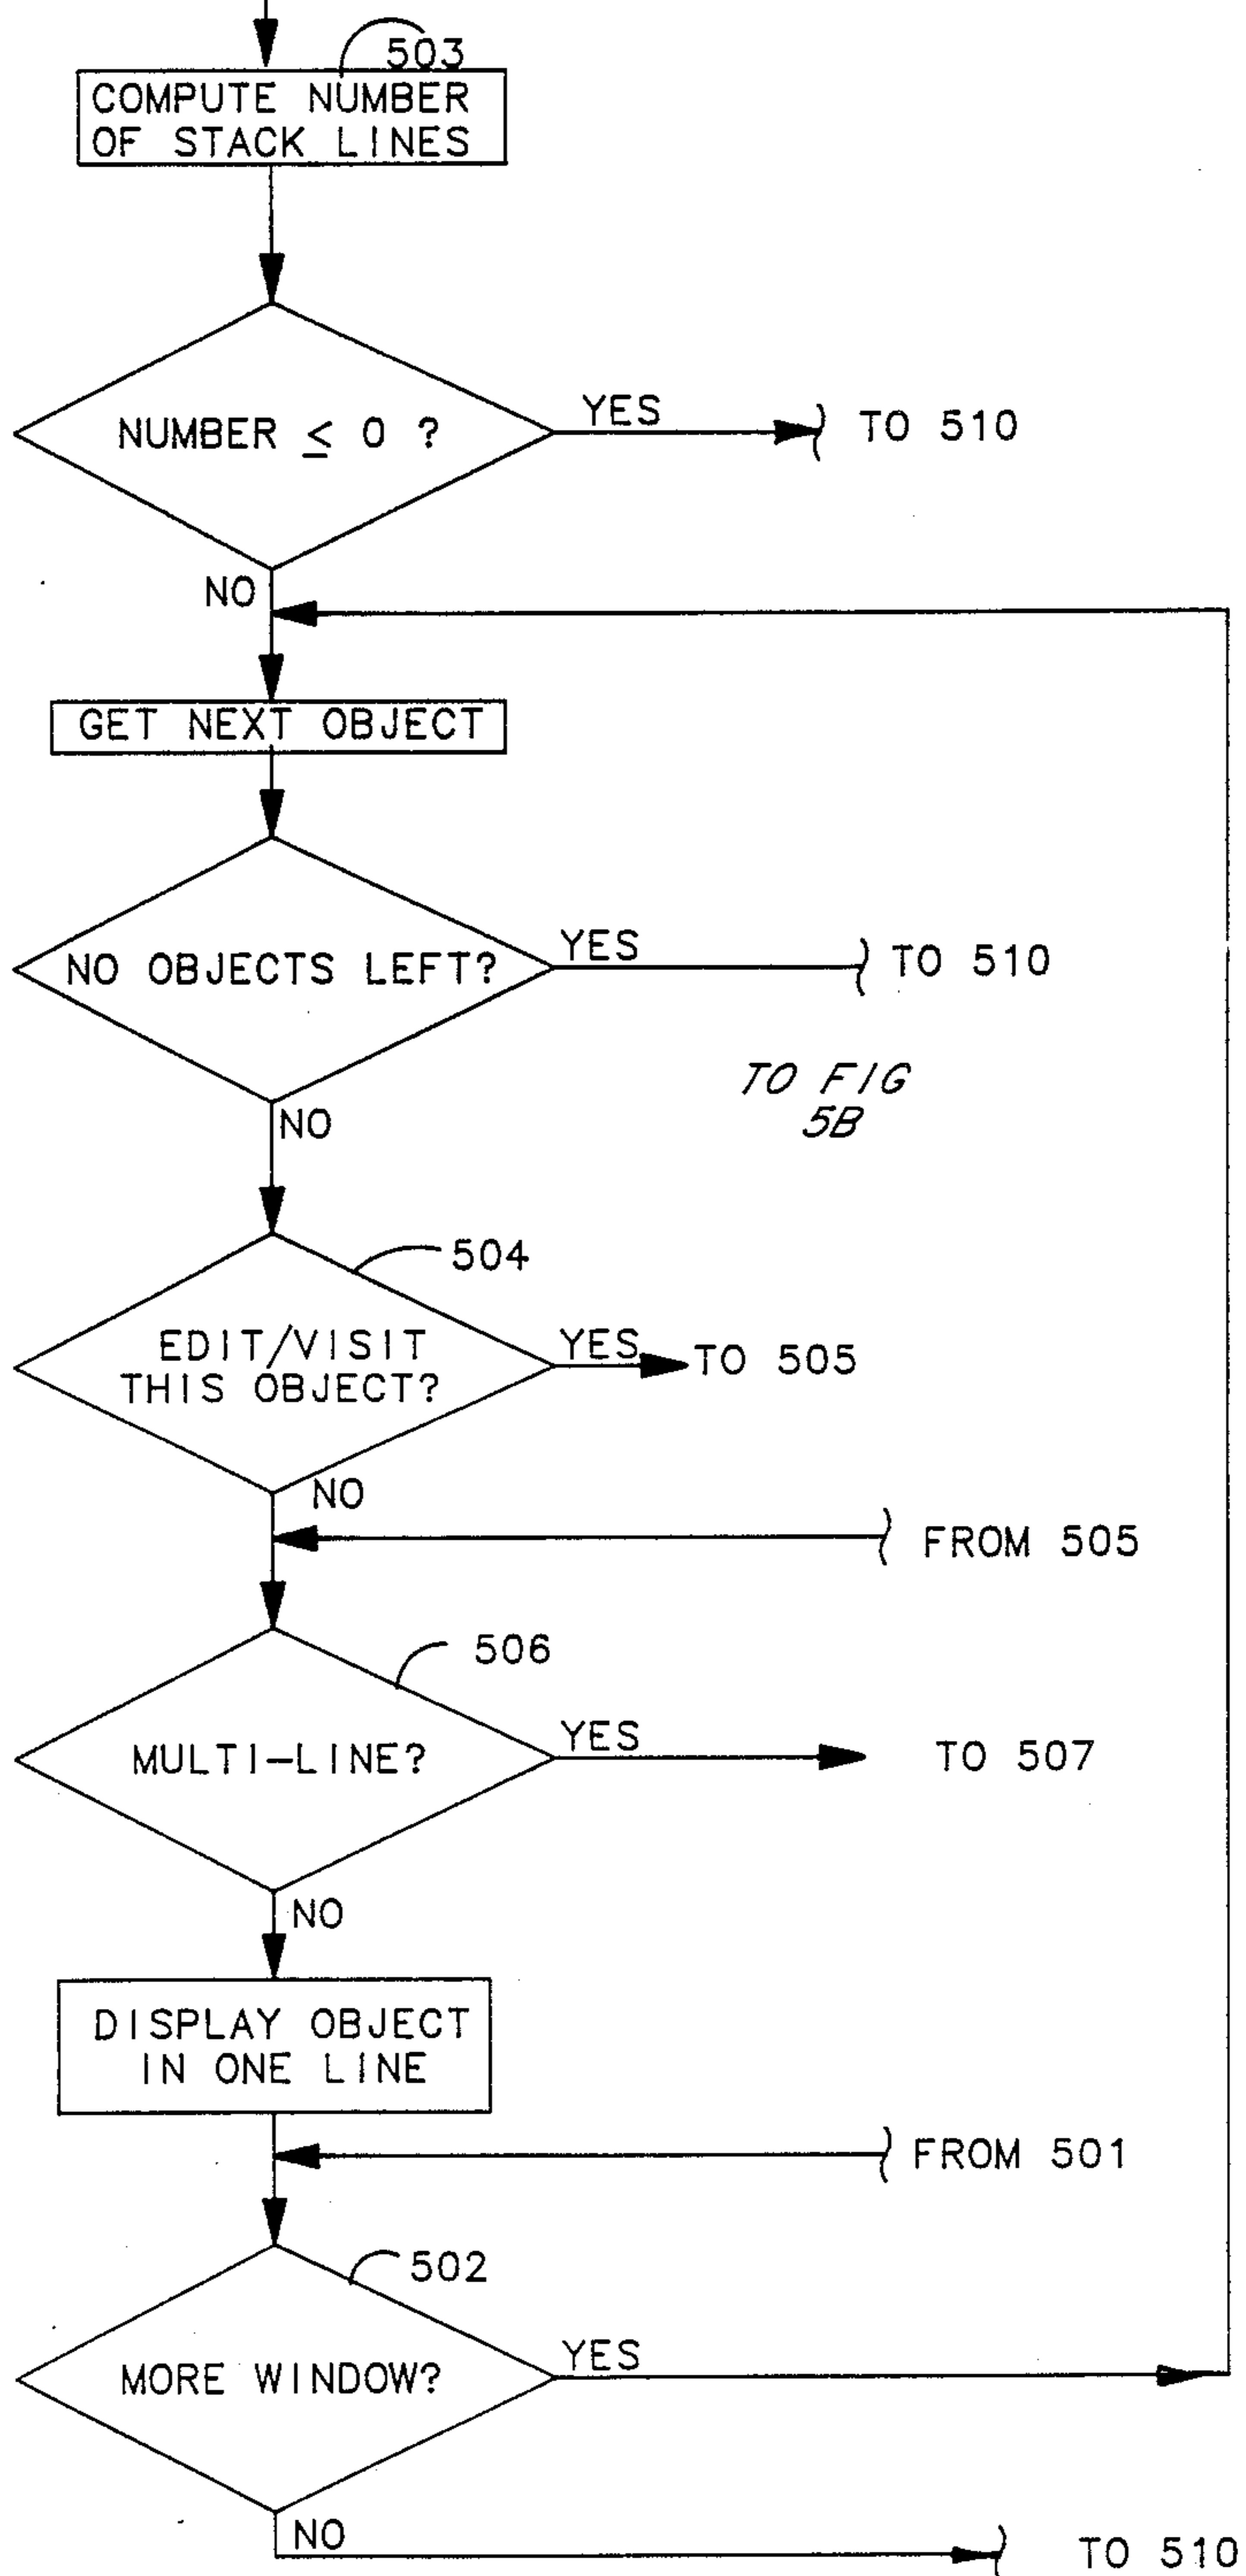 503
COMPUTE NUMBER
OF STACK LINES
NUMBER ≤ 0 ?
YES
TO 510
NO
GET NEXT OBJECT
NO OBJECTS LEFT?
YES
TO 510
TO FIG
5B
NO
504
EDIT/VISIT
THIS OBJECT?
YES
TO 505
NO
FROM 505
506
MULTI-LINE?
YES
TO 507
NO
DISPLAY OBJECT
IN ONE LINE
FROM 501
502
MORE WINDOW?
YES
NO
TO 510